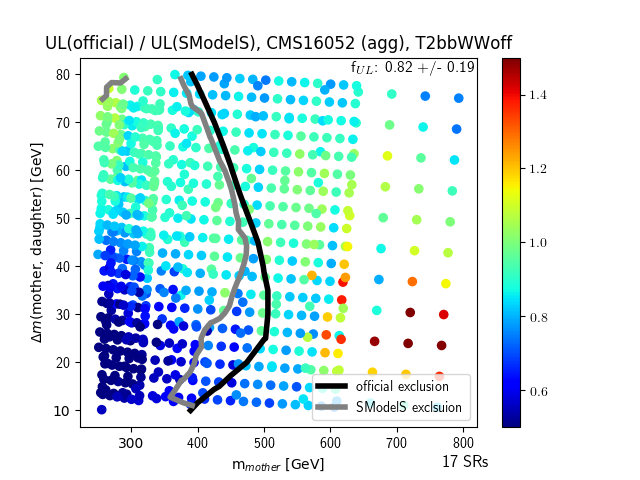 UL(official) / UL(SModelS), CMS16052 (agg), T2bbWWoff
f_UL: 0.82 +/- 0.19
80
70
60
50
40
30
20
10
Δm(mother, daughter) [GeV]
300 400 500 600 700 800
m_mother [GeV]
17 SRs
official exclusion
SModelS exclusion
1.4
1.2
1.0
0.8
0.6